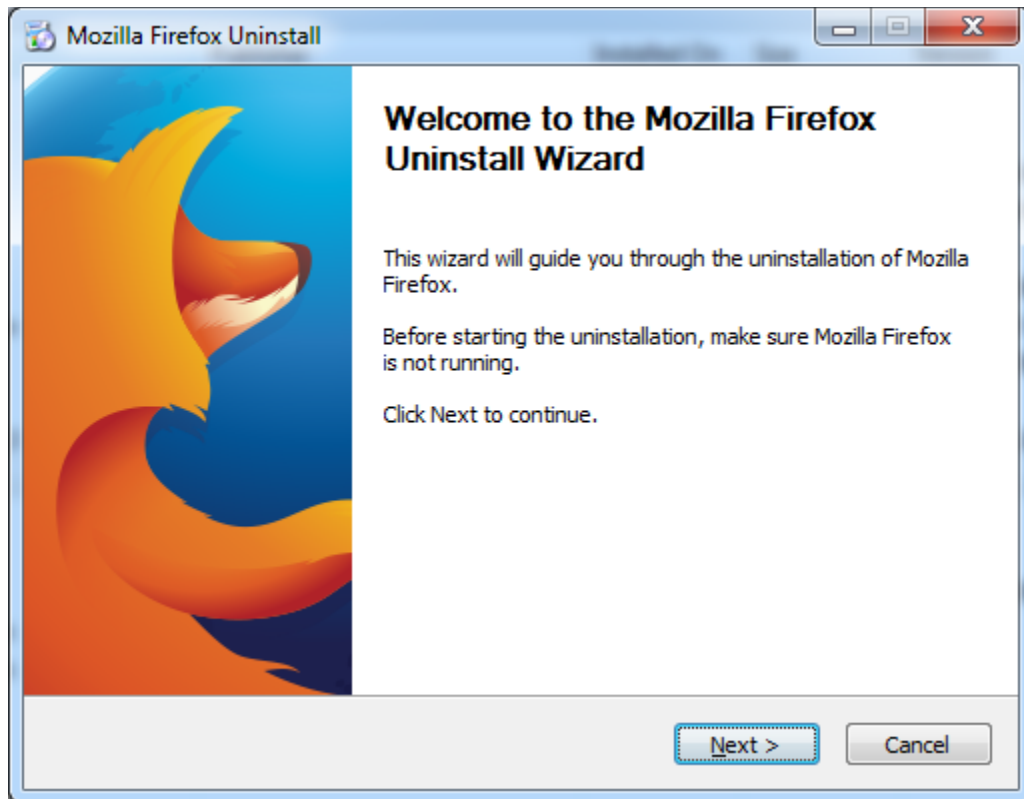 Mozilla Firefox Uninstall
Welcome to the Mozilla Firefox
Uninstall Wizard
This wizard will guide you through the uninstallation of Mozilla
Firefox.
Before starting the uninstallation, make sure Mozilla Firefox
is not running.
Click Next to continue.
Next >
Cancel